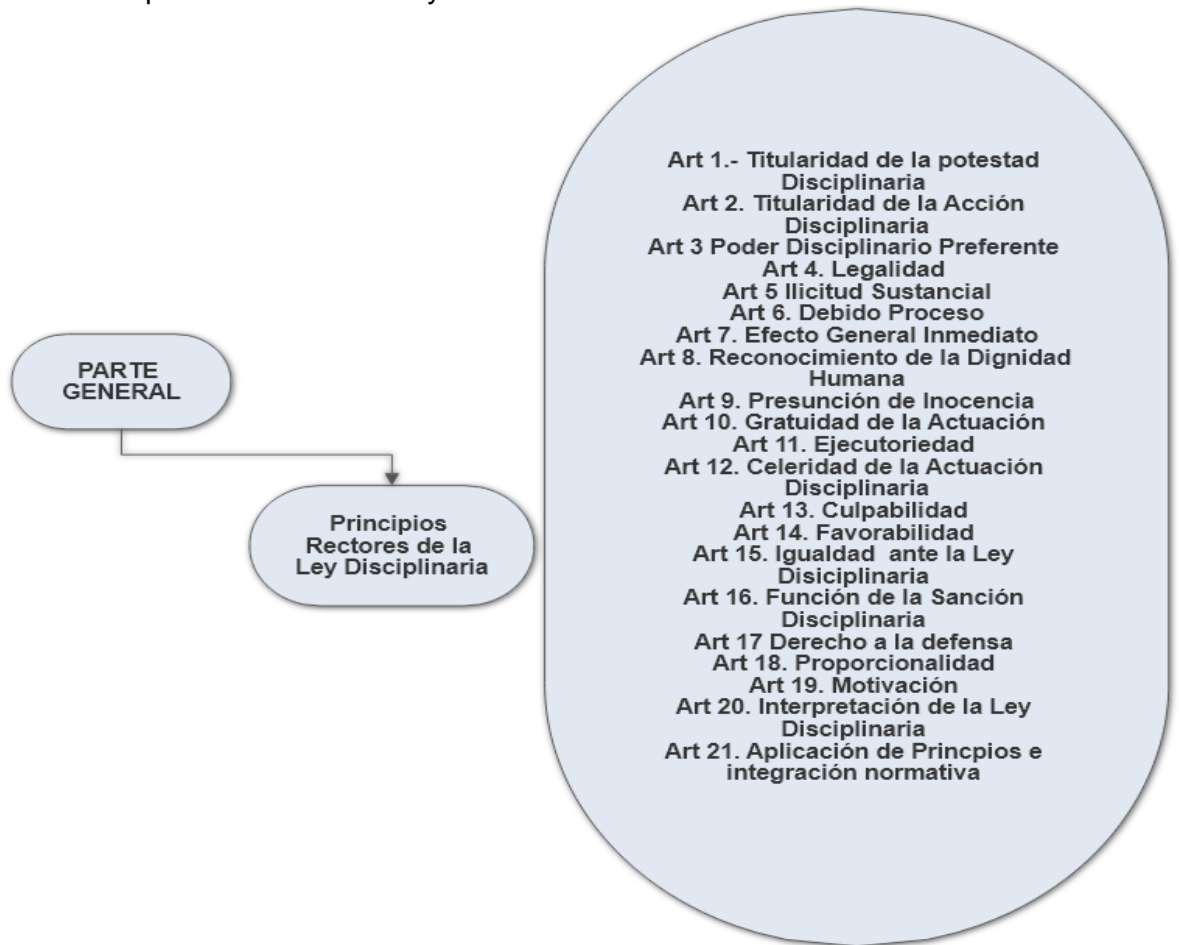 PARTE
GENERAL
Principios
Rectores de la
Ley Disciplinaria
Art 1.- Titularidad de la potestad
Disciplinaria
Art 2. Titularidad de la Acción
Disciplinaria
Art 3 Poder Disciplinario Preferente
Art 4. Legalidad
Art 5 Ilicitud Sustancial
Art 6. Debido Proceso
Art 7. Efecto General Inmediato
Art 8. Reconocimiento de la Dignidad
Humana
Art 9. Presunción de Inocencia
Art 10. Gratuidad de la Actuación
Art 11. Ejecutoriedad
Art 12. Celeridad de la Actuación
Disciplinaria
Art 13. Culpabilidad
Art 14. Favorabilidad
Art 15. Igualdad ante la Ley
Disiciplinaria
Art 16. Función de la Sanción
Disciplinaria
Art 17 Derecho a la defensa
Art 18. Proporcionalidad
Art 19. Motivación
Art 20. Interpretación de la Ley
Disciplinaria
Art 21. Aplicación de Princpios e
integración normativa